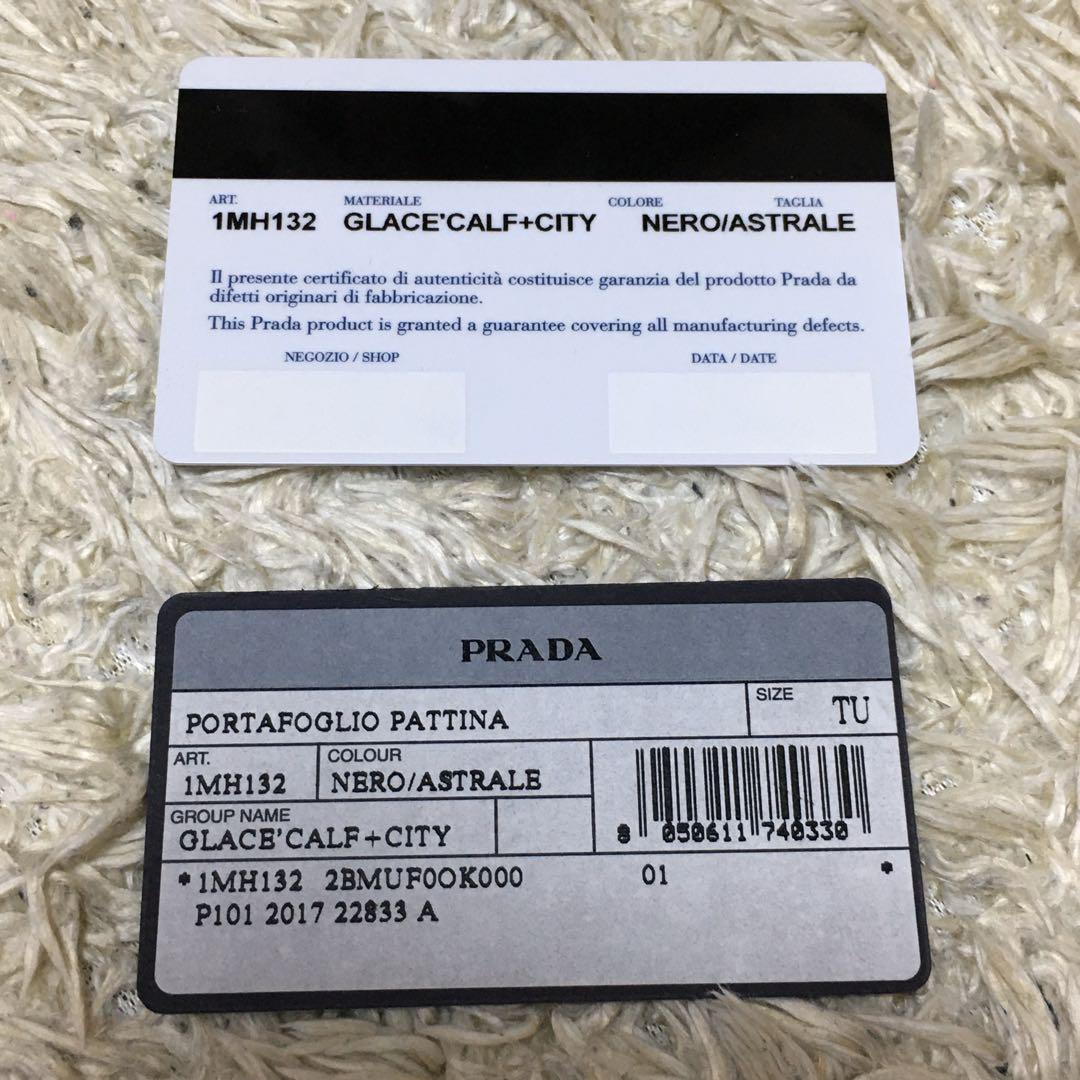 ART. MATERIALE COLORE TAGLIA
1MH132 GLACE'CALF+CITY NERO/ASTRALE
Il presente certificato di autenticità costituisce garanzia del prodotto Prada da
difetti originari di fabbricazione.
This Prada product is granted a guarantee covering all manufacturing defects.
NEGOZIO / SHOP DATA / DATE
PRADA
PORTAFOGLIO PATTINA SIZE TU
ART. COLOUR
1MH132 NERO/ASTRALE
GROUP NAME
GLACE'CALF+CITY
8 050611 740330
*1MH132 2BMUF0OK000 01 *
P101 2017 22833 A